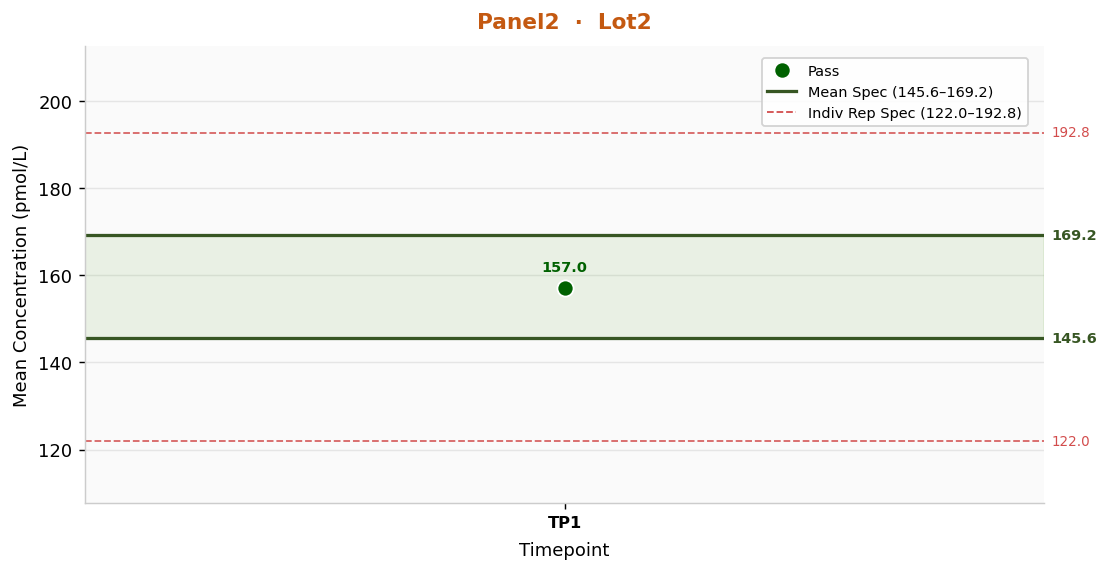 Panel2 · Lot2
Pass
Mean Spec (145.6–169.2)
Indiv Rep Spec (122.0–192.8)
Mean Concentration (pmol/L)
200
180
160
140
120
192.8
169.2
157.0
145.6
122.0
TP1
Timepoint